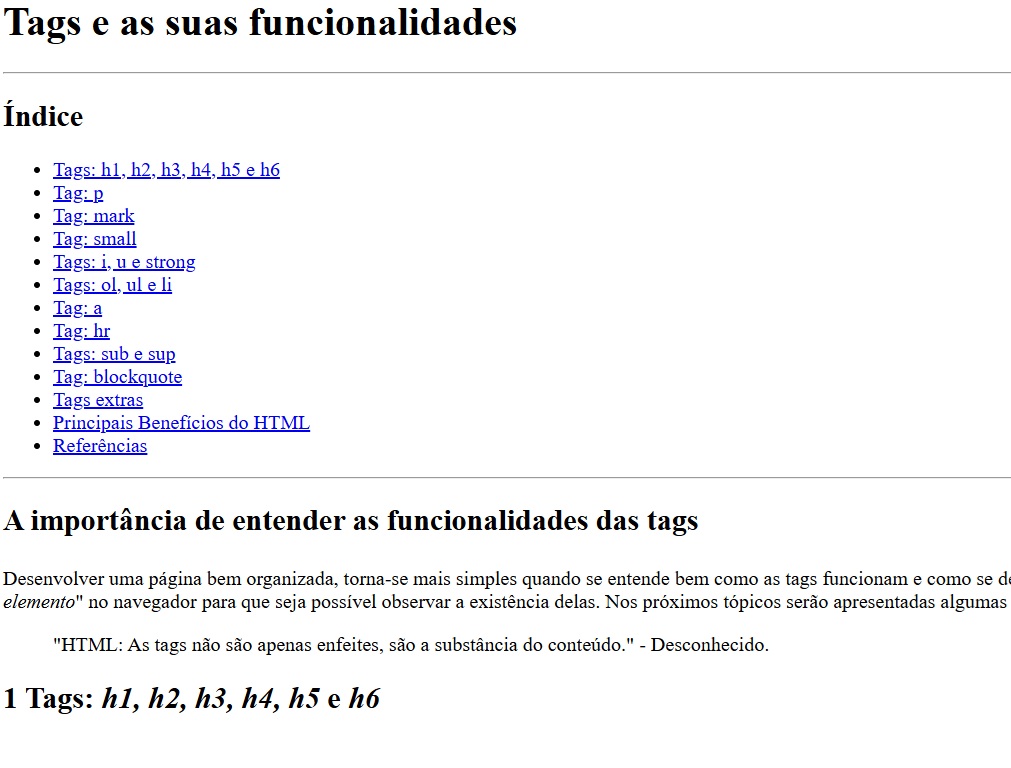 Tags e as suas funcionalidades
Índice
Tags: h1, h2, h3, h4, h5 e h6
Tag: p
Tag: mark
Tag: small
Tags: i, u e strong
Tags: ol, ul e li
Tag: a
Tag: hr
Tags: sub e sup
Tag: blockquote
Tags extras
Principais Benefícios do HTML
Referências
A importância de entender as funcionalidades das tags
Desenvolver uma página bem organizada, torna-se mais simples quando se entende bem como as tags funcionam e como se
elemento" no navegador para que seja possível observar a existência delas. Nos próximos tópicos serão apresentadas algumas
"HTML: As tags não são apenas enfeites, são a substância do conteúdo." - Desconhecido.
1 Tags: h1, h2, h3, h4, h5 e h6